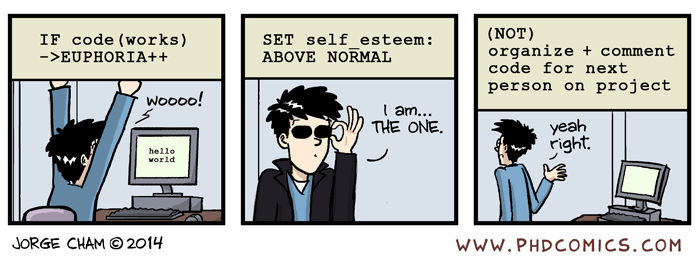 IF code(works)
->EUPHORIA++
woooo!
hello
world
SET self_esteem:
ABOVE NORMAL
I am...
THE ONE.
(NOT)
organize + comment
code for next
person on project
yeah
right.
JORGE CHAM © 2014
WWW.PHDCOMICS.COM